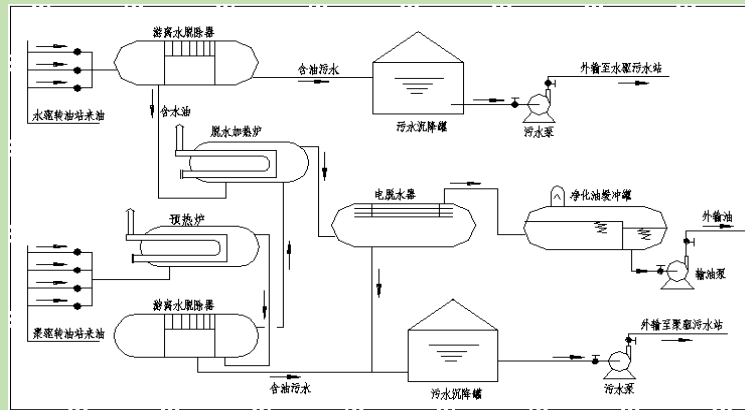 游离水脱除器
水驱转油站来油
含水油
含油污水
污水沉降罐
外输至水驱污水站
污水泵
脱水加热炉
电脱水器
净化油缓冲罐
外输油
输油泵
预热炉
聚驱转油站来油
游离水脱除器
含油污水
污水沉降罐
外输至聚驱污水站
污水泵